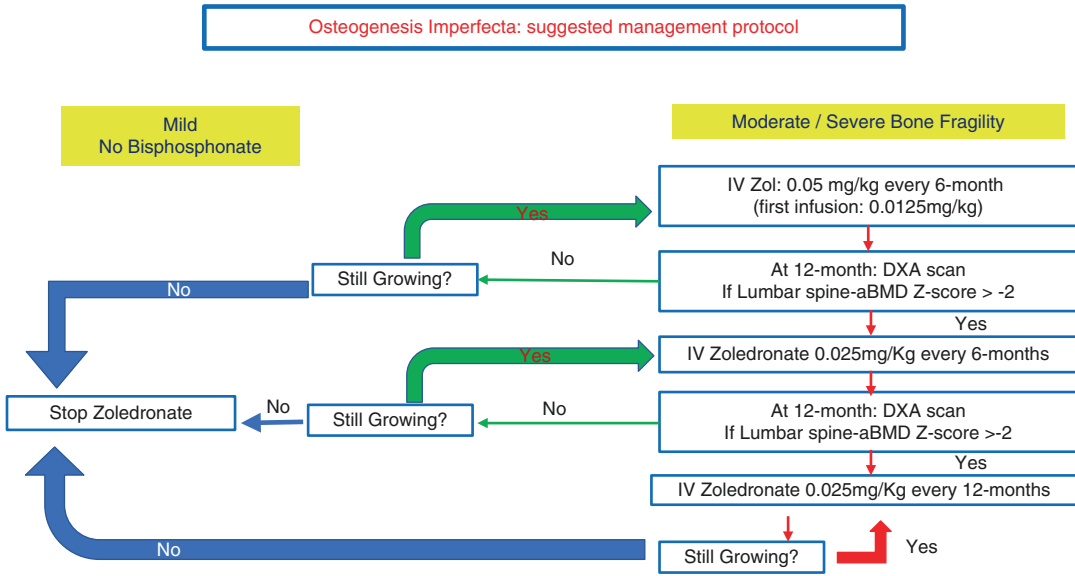 Osteogenesis Imperfecta: suggested management protocol
Mild
No Bisphosphonate
Moderate / Severe Bone Fragility
IV Zol: 0.05 mg/kg every 6-month
(first infusion: 0.0125mg/kg)
Yes
No
Still Growing?
At 12-month: DXA scan
If Lumbar spine-aBMD Z-score > -2
No
Yes
Yes
IV Zoledronate 0.025mg/Kg every 6-months
Stop Zoledronate
No
Still Growing?
No
At 12-month: DXA scan
If Lumbar spine-aBMD Z-score >-2
Yes
IV Zoledronate 0.025mg/Kg every 12-months
No
Still Growing?
Yes